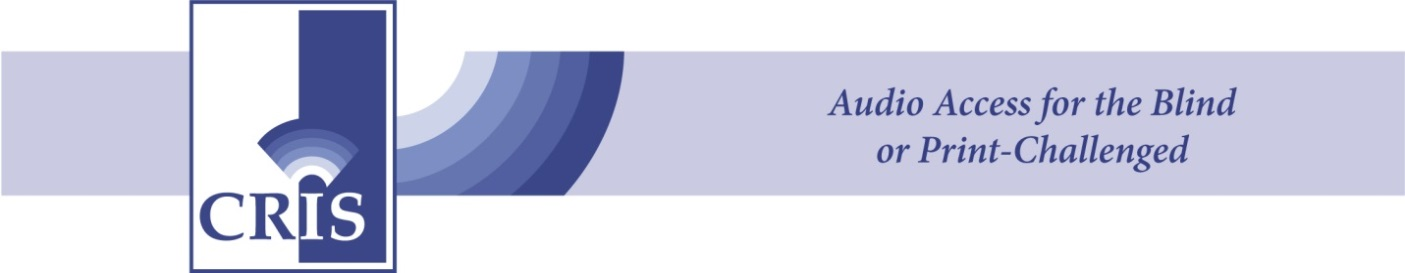 CRIS
Audio Access for the Blind
or Print-Challenged